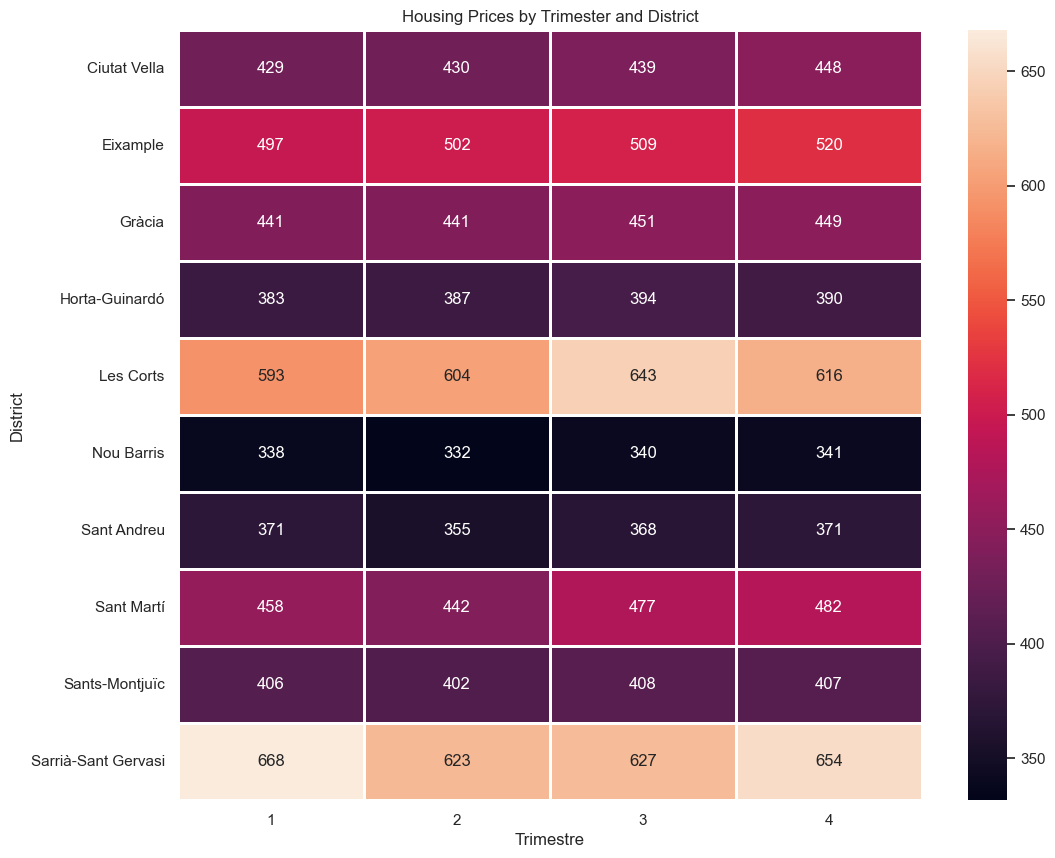 Housing Prices by Trimester and District
Ciutat Vella 429 430 439 448
Eixample 497 502 509 520
Gràcia 441 441 451 449
Horta-Guinardó 383 387 394 390
Les Corts 593 604 643 616
Nou Barris 338 332 340 341
Sant Andreu 371 355 368 371
Sant Martí 458 442 477 482
Sants-Montjuïc 406 402 408 407
Sarrià-Sant Gervasi 668 623 627 654
1 2 3 4
Trimestre
District
650
600
550
500
450
400
350